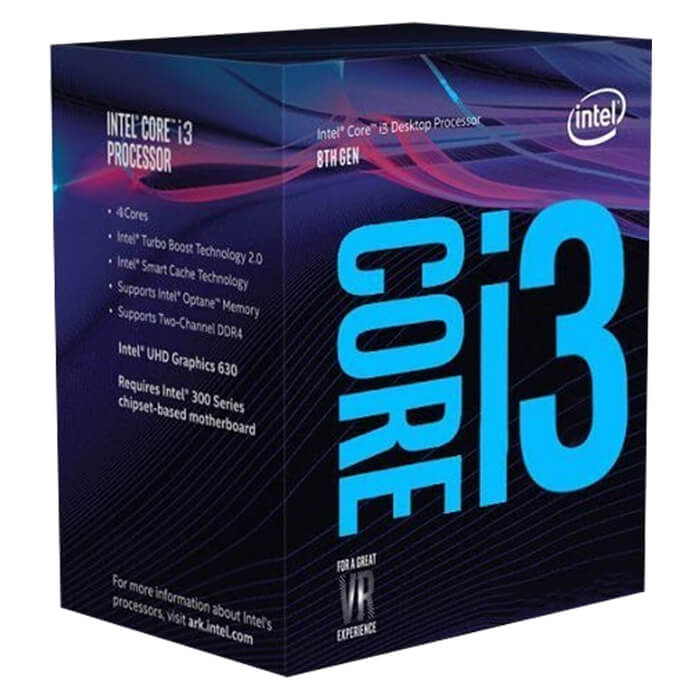 INTEL® CORE™ i3
PROCESSOR
• 4 Cores
• Intel® Turbo Boost Technology 2.0
• Intel® Smart Cache Technology
• Supports Intel® Optane™ Memory
• Supports Two-Channel DDR4
Intel® UHD Graphics 630
Requires Intel® 300 Series
chipset-based motherboard
For more information about Intel's
processors, visit ark.intel.com
Intel® Core™ i3 Desktop Processor
8TH GEN
intel
CORE i3
FOR A GREAT
VR
EXPERIENCE